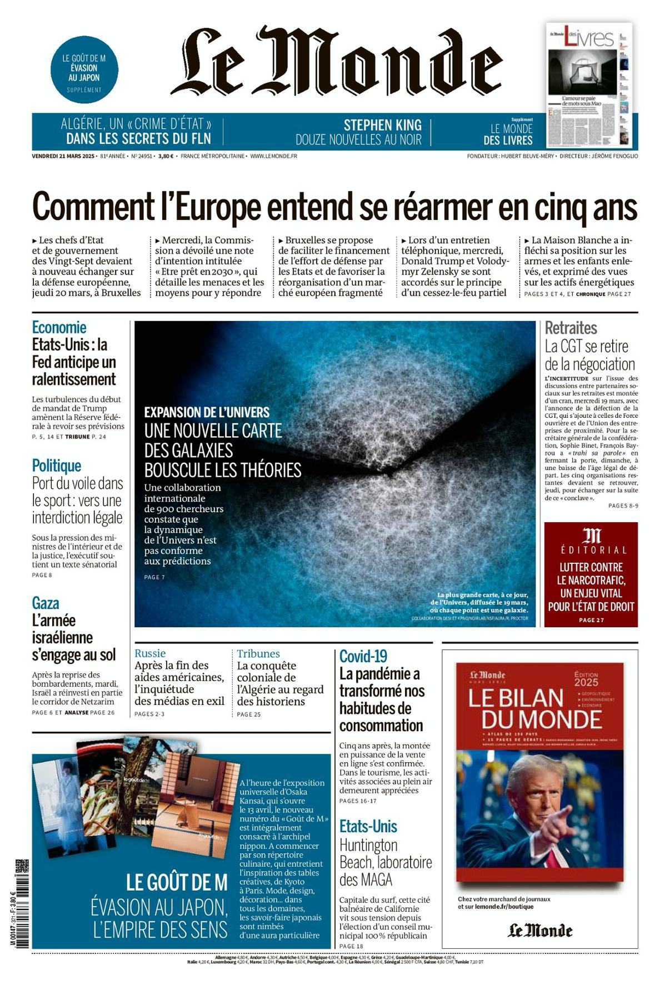 LE GOÛT DE M
ÉVASION
AU JAPON
SUPPLÉMENT
Le Monde
Le Monde
des
Livres
L'amour se paie
de mots sous Mao
ALGÉRIE, UN « CRIME D'ÉTAT »
DANS LES SECRETS DU FLN
STEPHEN KING
DOUZE NOUVELLES AU NOIR
Supplément
LE MONDE
DES LIVRES
VENDREDI 21 MARS 2025 • 81E ANNÉE • NO 24951 • 3,80 € • FRANCE MÉTROPOLITAINE • WWW.LEMONDE.FR
FONDATEUR : HUBERT BEUVE-MÉRY • DIRECTEUR : JÉRÔME FENOGLIO
Comment l'Europe entend se réarmer en cinq ans
▸ Les chefs d'Etat
et de gouvernement
des Vingt-Sept devaient
à nouveau échanger sur
la défense européenne,
jeudi 20 mars, à Bruxelles
▸ Mercredi, la Commis-
sion a dévoilé une note
d'intention intitulée
« Etre prêt en 2030 », qui
détaille les menaces et les
moyens pour y répondre
▸ Bruxelles se propose
de faciliter le financement
de l'effort de défense par
les Etats et de favoriser la
réorganisation d'un mar-
ché européen fragmenté
▸ Lors d'un entretien
téléphonique, mercredi,
Donald Trump et Volody-
myr Zelensky se sont
accordés sur le principe
d'un cessez-le-feu partiel
▸ La Maison Blanche a in-
fléchi sa position sur les
armes et les enfants enle-
vés, et exprimé des vues
sur les actifs énergétiques
PAGES 3 ET 4, ET CHRONIQUE PAGE 27
Economie
Etats-Unis : la
Fed anticipe un
ralentissement
Les turbulences du début
de mandat de Trump
amènent la Réserve fédé-
rale à revoir ses prévisions
P. 5, 14 ET TRIBUNE P. 24
Politique
Port du voile dans
le sport : vers une
interdiction légale
Sous la pression des mi-
nistres de l'intérieur et de
la justice, l'exécutif sou-
tient un texte sénatorial
PAGE 8
Gaza
L'armée
israélienne
s'engage au sol
Après la reprise des
bombardements, mardi,
Israël a réinvesti en partie
le corridor de Netzarim
PAGE 6 ET ANALYSE PAGE 26
EXPANSION DE L'UNIVERS
UNE NOUVELLE CARTE
DES GALAXIES
BOUSCULE LES THÉORIES
Une collaboration
internationale
de 900 chercheurs
constate que
la dynamique
de l'Univers n'est
pas conforme
aux prédictions
PAGE 7
La plus grande carte, à ce jour,
de l'Univers, diffusée le 19 mars,
où chaque point est une galaxie.
COLLABORATION DESI ET KPNO/NOIRLAB/NSF/AURA/R. PROCTOR
Retraites
La CGT se retire
de la négociation
L'INCERTITUDE sur l'issue des
discussions entre partenaires so-
ciaux sur les retraites est montée
d'un cran, mercredi 19 mars, avec
l'annonce de la défection de la
CGT, qui s'ajoute à celles de Force
ouvrière et de l'Union des entre-
prises de proximité. Pour la se-
crétaire générale de la confédéra-
tion, Sophie Binet, François Bay-
rou a « trahi sa parole » en
fermant la porte, dimanche, à
une baisse de l'âge légal de dé-
part. Les cinq organisations res-
tantes devaient se retrouver,
jeudi, pour échanger sur la suite
de ce « conclave ».
PAGES 8-9
M
ÉDITORIAL
LUTTER CONTRE
LE NARCOTRAFIC,
UN ENJEU VITAL
POUR L'ÉTAT DE DROIT
PAGE 27
Russie
Après la fin des
aides américaines,
l'inquiétude
des médias en exil
PAGES 2-3
Tribunes
La conquête
coloniale de
l'Algérie au regard
des historiens
PAGE 25
Covid-19
La pandémie a
transformé nos
habitudes de
consommation
Cinq ans après, la montée
en puissance de la vente
en ligne s'est confirmée.
Dans le tourisme, les acti-
vités associées au plein air
demeurent appréciées
PAGES 16-17
Etats-Unis
Huntington
Beach, laboratoire
des MAGA
Capitale du surf, cette cité
balnéaire de Californie
vit sous tension depuis
l'élection d'un conseil mu-
nicipal 100 % républicain
PAGE 18
A l'heure de l'exposition
universelle d'Osaka
Kansai, qui s'ouvre
le 13 avril, le nouveau
numéro du « Goût de M »
est intégralement
consacré à l'archipel
nippon. A commencer
par son répertoire
culinaire, qui entretient
l'inspiration des tables
créatives, de Kyoto
à Paris. Mode, design,
décoration... dans
tous les domaines,
les savoir-faire japonais
sont nimbés
d'une aura particulière
LE GOÛT DE M
ÉVASION AU JAPON,
L'EMPIRE DES SENS
Le Monde
HORS-SÉRIE
ÉDITION
2025
LE BILAN
DU MONDE
▸ GÉOPOLITIQUE
▸ ENVIRONNEMENT
▸ ÉCONOMIE
+ ATLAS DE 198 PAYS
+ 15 PAGES DE DÉBATS
Chez votre marchand de journaux
et sur lemonde.fr/boutique
Le Monde
M 00147 - 321 - F: 3,80 €
Allemagne 4,80 €, Andorre 4,30 €, Autriche 4,50 €, Belgique 4,00 €, Espagne 4,30 €, Grèce 4,20 €, Guadeloupe-Martinique 4,00 €,
Italie 4,20 €, Luxembourg 4,20 €, Maroc 32 DH, Pays-Bas 4,60 €, Portugal cont. 4,30 €, La Réunion 4,00 €, Sénégal 2 500 F CFA, Suisse 4,80 CHF, Tunisie 7,10 DT